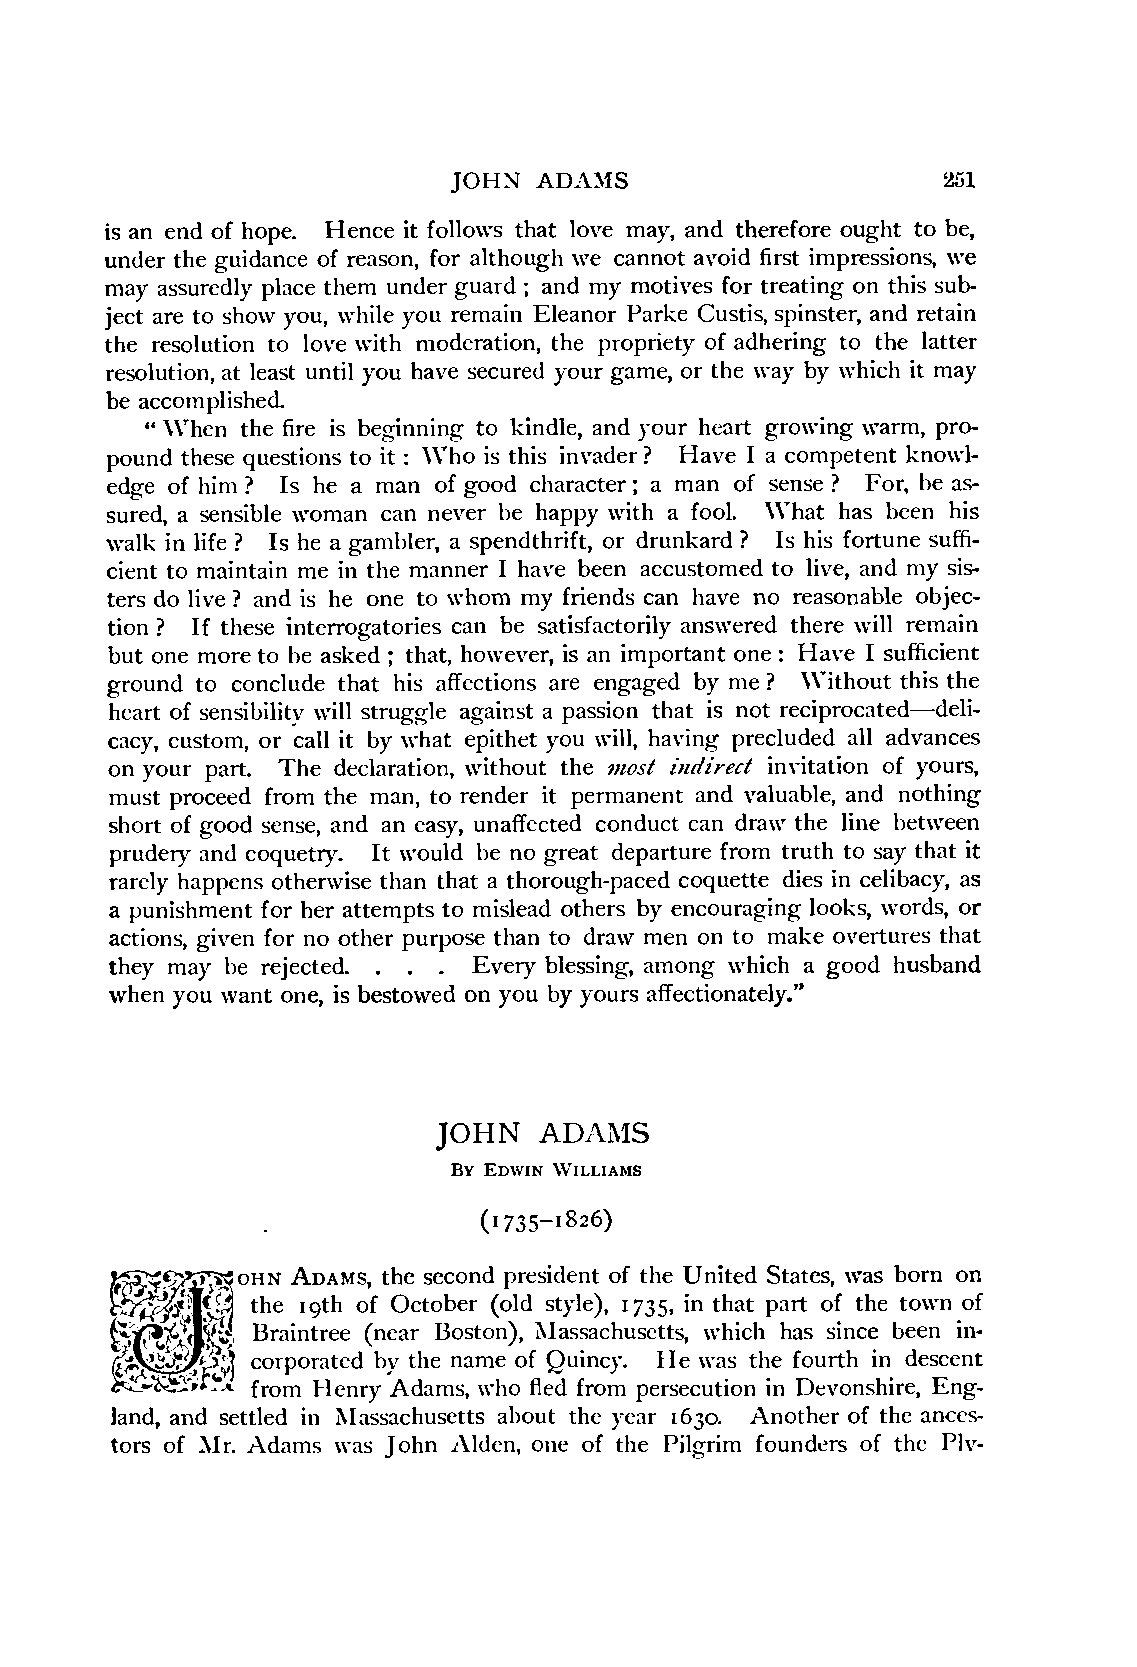 JOHN ADAMS 251
is an end of hope. Hence it follows that love may, and therefore ought to be,
under the guidance of reason, for although we cannot avoid first impressions, we
may assuredly place them under guard ; and my motives for treating on this sub-
ject are to show you, while you remain Eleanor Parke Custis, spinster, and retain
the resolution to love with moderation, the propriety of adhering to the latter
resolution, at least until you have secured your game, or the way by which it may
be accomplished.
“ When the fire is beginning to kindle, and your heart growing warm, pro-
pound these questions to it : Who is this invader ? Have I a competent knowl-
edge of him ? Is he a man of good character ; a man of sense ? For, be as-
sured, a sensible woman can never be happy with a fool. What has been his
walk in life ? Is he a gambler, a spendthrift, or drunkard ? Is his fortune suffi-
cient to maintain me in the manner I have been accustomed to live, and my sis-
ters do live ? and is he one to whom my friends can have no reasonable objec-
tion ? If these interrogatories can be satisfactorily answered there will remain
but one more to be asked ; that, however, is an important one : Have I sufficient
ground to conclude that his affections are engaged by me ? Without this the
heart of sensibility will struggle against a passion that is not reciprocated—deli-
cacy, custom, or call it by what epithet you will, having precluded all advances
on your part. The declaration, without the most indirect invitation of yours,
must proceed from the man, to render it permanent and valuable, and nothing
short of good sense, and an easy, unaffected conduct can draw the line between
prudery and coquetry. It would be no great departure from truth to say that it
rarely happens otherwise than that a thorough-paced coquette dies in celibacy, as
a punishment for her attempts to mislead others by encouraging looks, words, or
actions, given for no other purpose than to draw men on to make overtures that
they may be rejected. . . . Every blessing, among which a good husband
when you want one, is bestowed on you by yours affectionately.”
JOHN ADAMS
BY EDWIN WILLIAMS
(1735–1826)
JOHN ADAMS, the second president of the United States, was born on
the 19th of October (old style), 1735, in that part of the town of
Braintree (near Boston), Massachusetts, which has since been in-
corporated by the name of Quincy. He was the fourth in descent
from Henry Adams, who fled from persecution in Devonshire, Eng-
land, and settled in Massachusetts about the year 1630. Another of the ances-
tors of Mr. Adams was John Alden, one of the Pilgrim founders of the Ply-